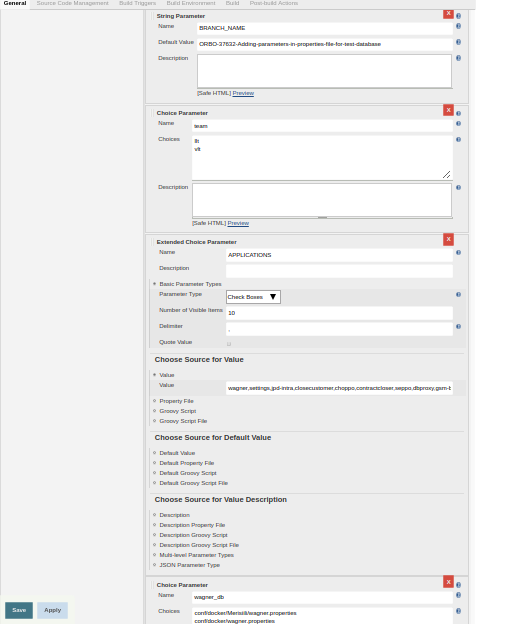 General Source Code Management Build Triggers Build Environment Build Post-build Actions
String Parameter
X
Name BRANCH_NAME
Default Value ORBO-37632-Adding-parameters-in-properties-file-for-test-database
Description
[Safe HTML] Preview
Choice Parameter
X
Name team
Choices
vit
Description
[Safe HTML] Preview
Extended Choice Parameter
X
Name APPLICATIONS
Description
Basic Parameter Types
Parameter Type Check Boxes
Number of Visible Items 10
Delimiter ,
Quote Value
Choose Source for Value
Value
Value wagner,settings,jpd-intra,closecustomer,choppo,contractcloser,seppo,dbproxy,gsm-b
Property File
Groovy Script
Groovy Script File
Choose Source for Default Value
Default Value
Default Property File
Default Groovy Script
Default Groovy Script File
Choose Source for Value Description
Description
Description Property File
Description Groovy Script
Description Groovy Script File
Multi-level Parameter Types
JSON Parameter Type
Choice Parameter
X
Name wagner_db
Choices
conf/docker/wagner.properties
Save Apply